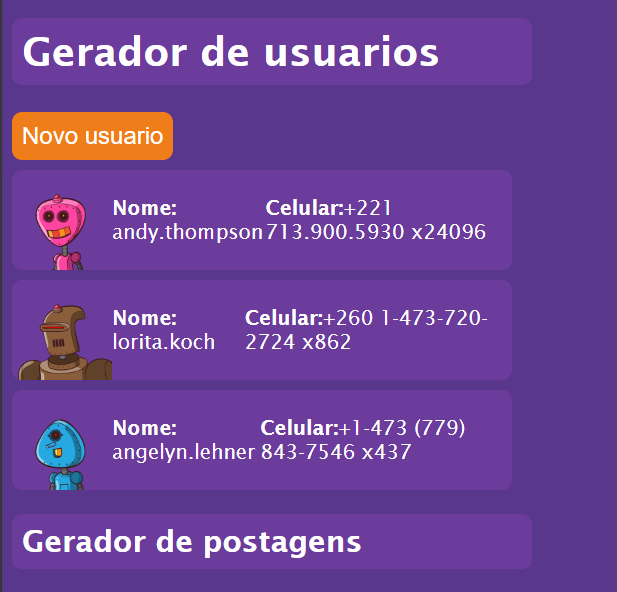 Gerador de usuarios
Novo usuario
Nome:
andy.thompson
Celular:+221
713.900.5930 x24096
Nome:
lorita.koch
Celular:+260 1-473-720-
2724 x862
Nome:
angelyn.lehner
Celular:+1-473 (779)
843-7546 x437
Gerador de postagens